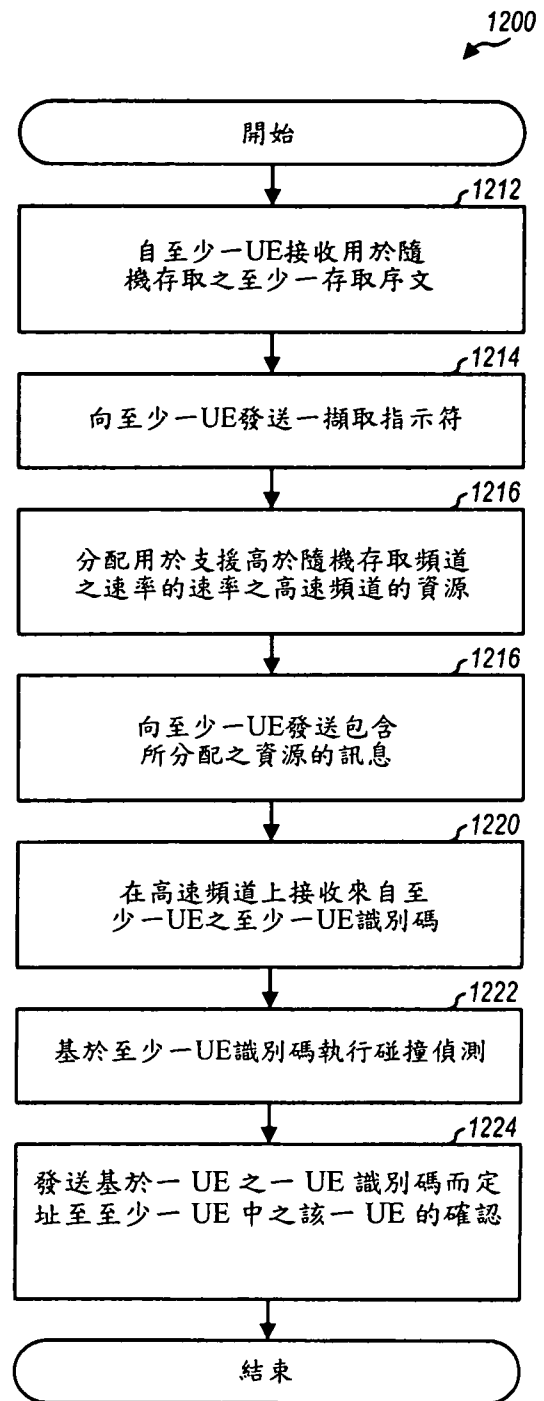 1200
開始
1212
自至少一UE接收用於隨
機存取之至少一存取序文
1214
向至少一UE發送一擷取指示符
1216
分配用於支援高於隨機存取頻道
之速率的速率之高速頻道的資源
1216
向至少一UE發送包含
所分配之資源的訊息
1220
在高速頻道上接收來自至
少一UE之至少一UE識別碼
1222
基於至少一UE識別碼執行碰撞偵測
1224
發送基於一 UE 之一 UE 識別碼而定
址至至少一 UE 中之該一 UE 的確認
結束